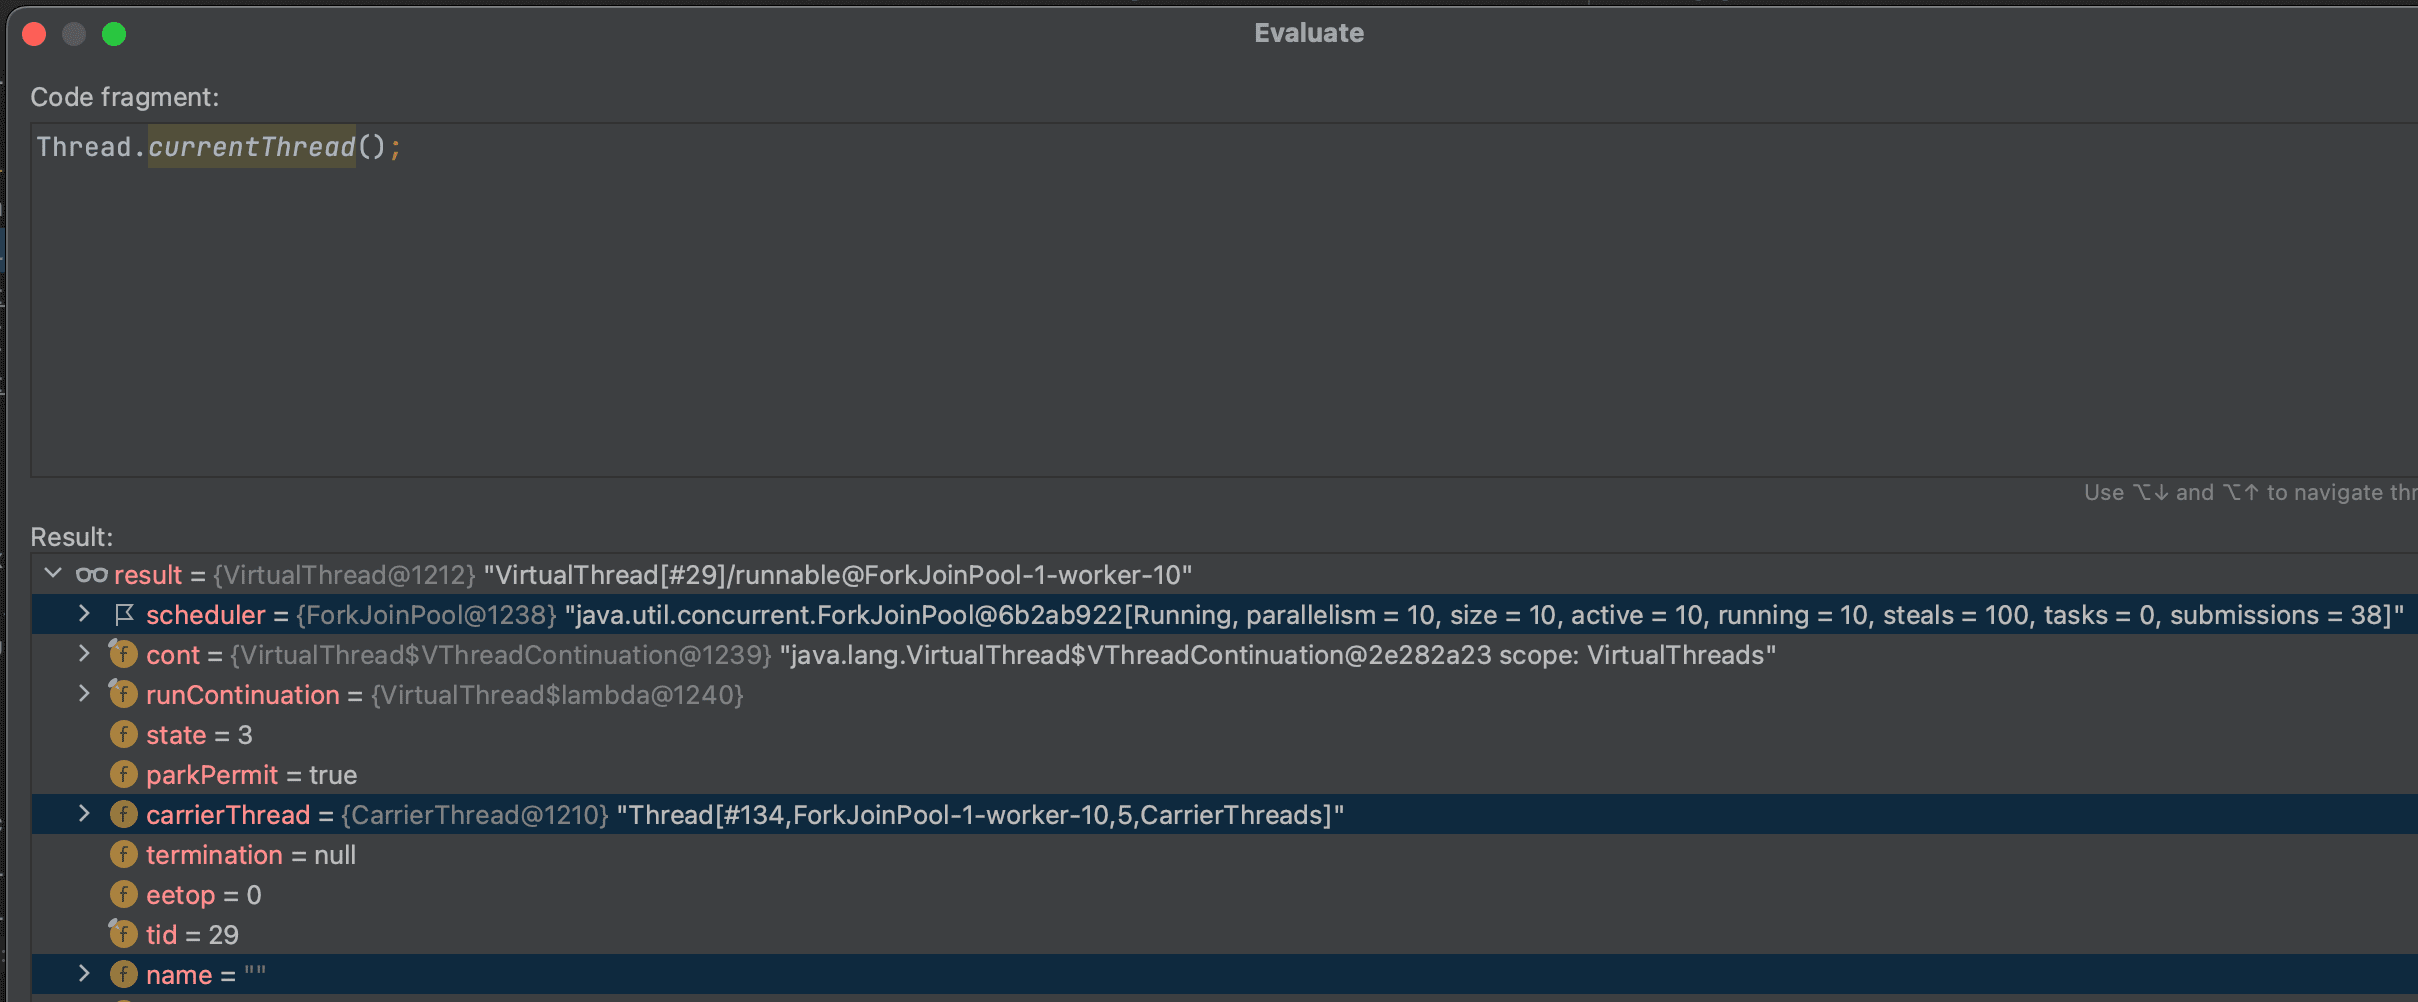 Evaluate
Code fragment:
Thread.currentThread();
Use ⌥↓ and ⌥↑ to navigate thr
Result:
result = {VirtualThread@1212} "VirtualThread[#29]/runnable@ForkJoinPool-1-worker-10"
scheduler = {ForkJoinPool@1238} "java.util.concurrent.ForkJoinPool@6b2ab922[Running, parallelism = 10, size = 10, active = 10, running = 10, steals = 100, tasks = 0, submissions = 38]"
cont = {VirtualThread$VThreadContinuation@1239} "java.lang.VirtualThread$VThreadContinuation@2e282a23 scope: VirtualThreads"
runContinuation = {VirtualThread$lambda@1240}
state = 3
parkPermit = true
carrierThread = {CarrierThread@1210} "Thread[#134,ForkJoinPool-1-worker-10,5,CarrierThreads]"
termination = null
eetop = 0
tid = 29
name = ""